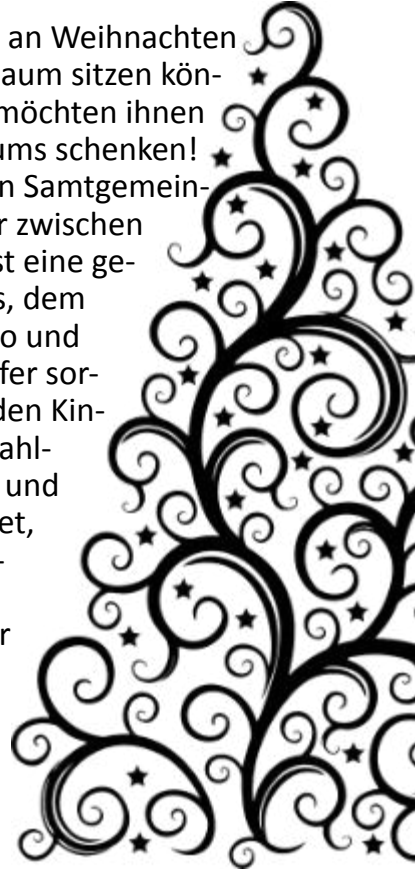 an Weihnachten
aum sitzen kön-
möchten ihnen
ums schenken!
n Samtgemein-
r zwischen
st eine ge-
s, dem
o und
fer sor-
den Kin-
ahl-
und
et,
-
r